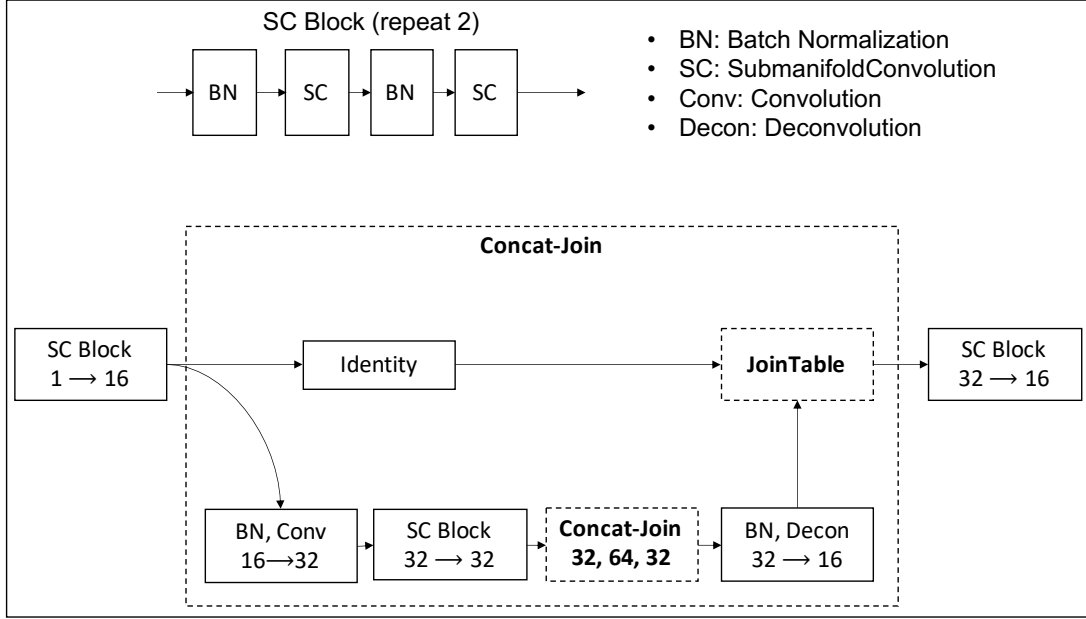 SC Block (repeat 2)
BN
SC
BN
SC
• BN: Batch Normalization
• SC: SubmanifoldConvolution
• Conv: Convolution
• Decon: Deconvolution
Concat-Join
SC Block
1 → 16
Identity
JoinTable
SC Block
32 → 16
BN, Conv
16→32
SC Block
32 → 32
Concat-Join
32, 64, 32
BN, Decon
32 → 16